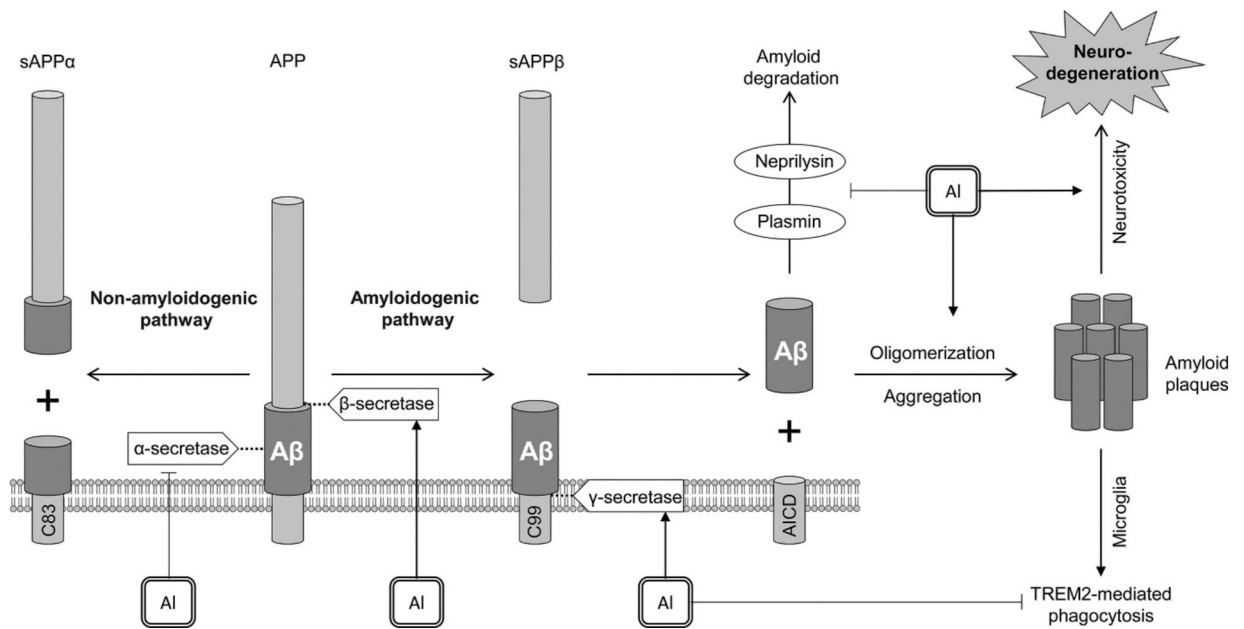 sAPPα
APP
sAPPβ
Amyloid
degradation
Neuro-
degeneration
Neprilysin
Plasmin
Al
Neurotoxicity
Non-amyloidogenic
pathway
Amyloidogenic
pathway
Aβ
Oligomerization
Aggregation
Amyloid
plaques
+
+
β-secretase
α-secretase
Aβ
Aβ
γ-secretase
C83
C99
AICD
Microglia
Al
Al
Al
TREM2-mediated
phagocytosis